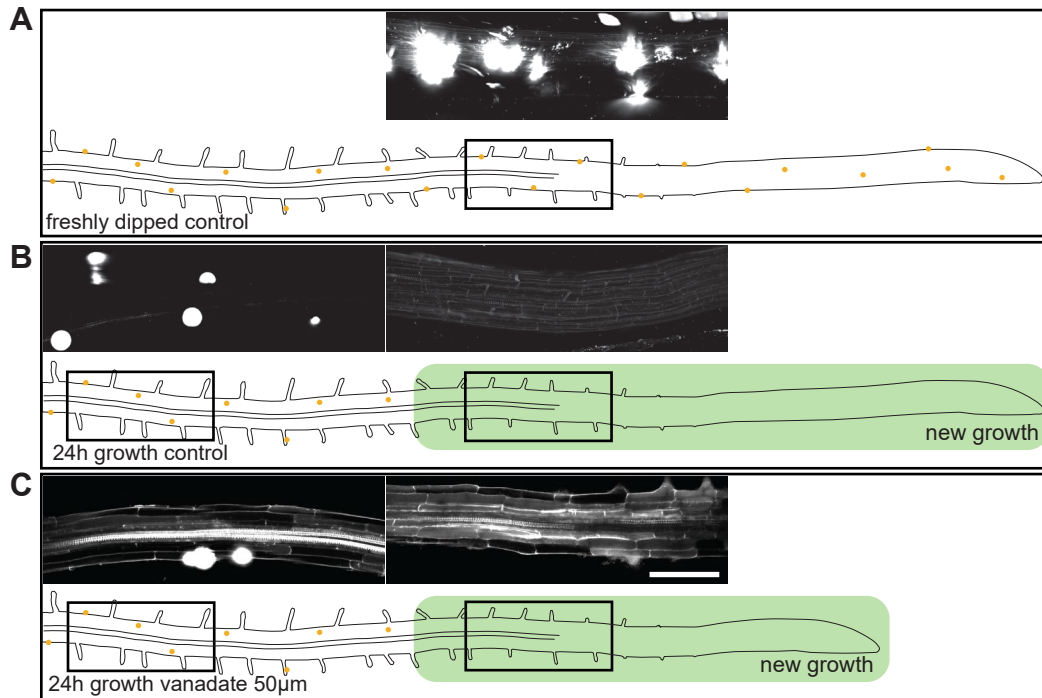 A
freshly dipped control
B
24h growth control
new growth
C
24h growth vanadate 50μm
new growth